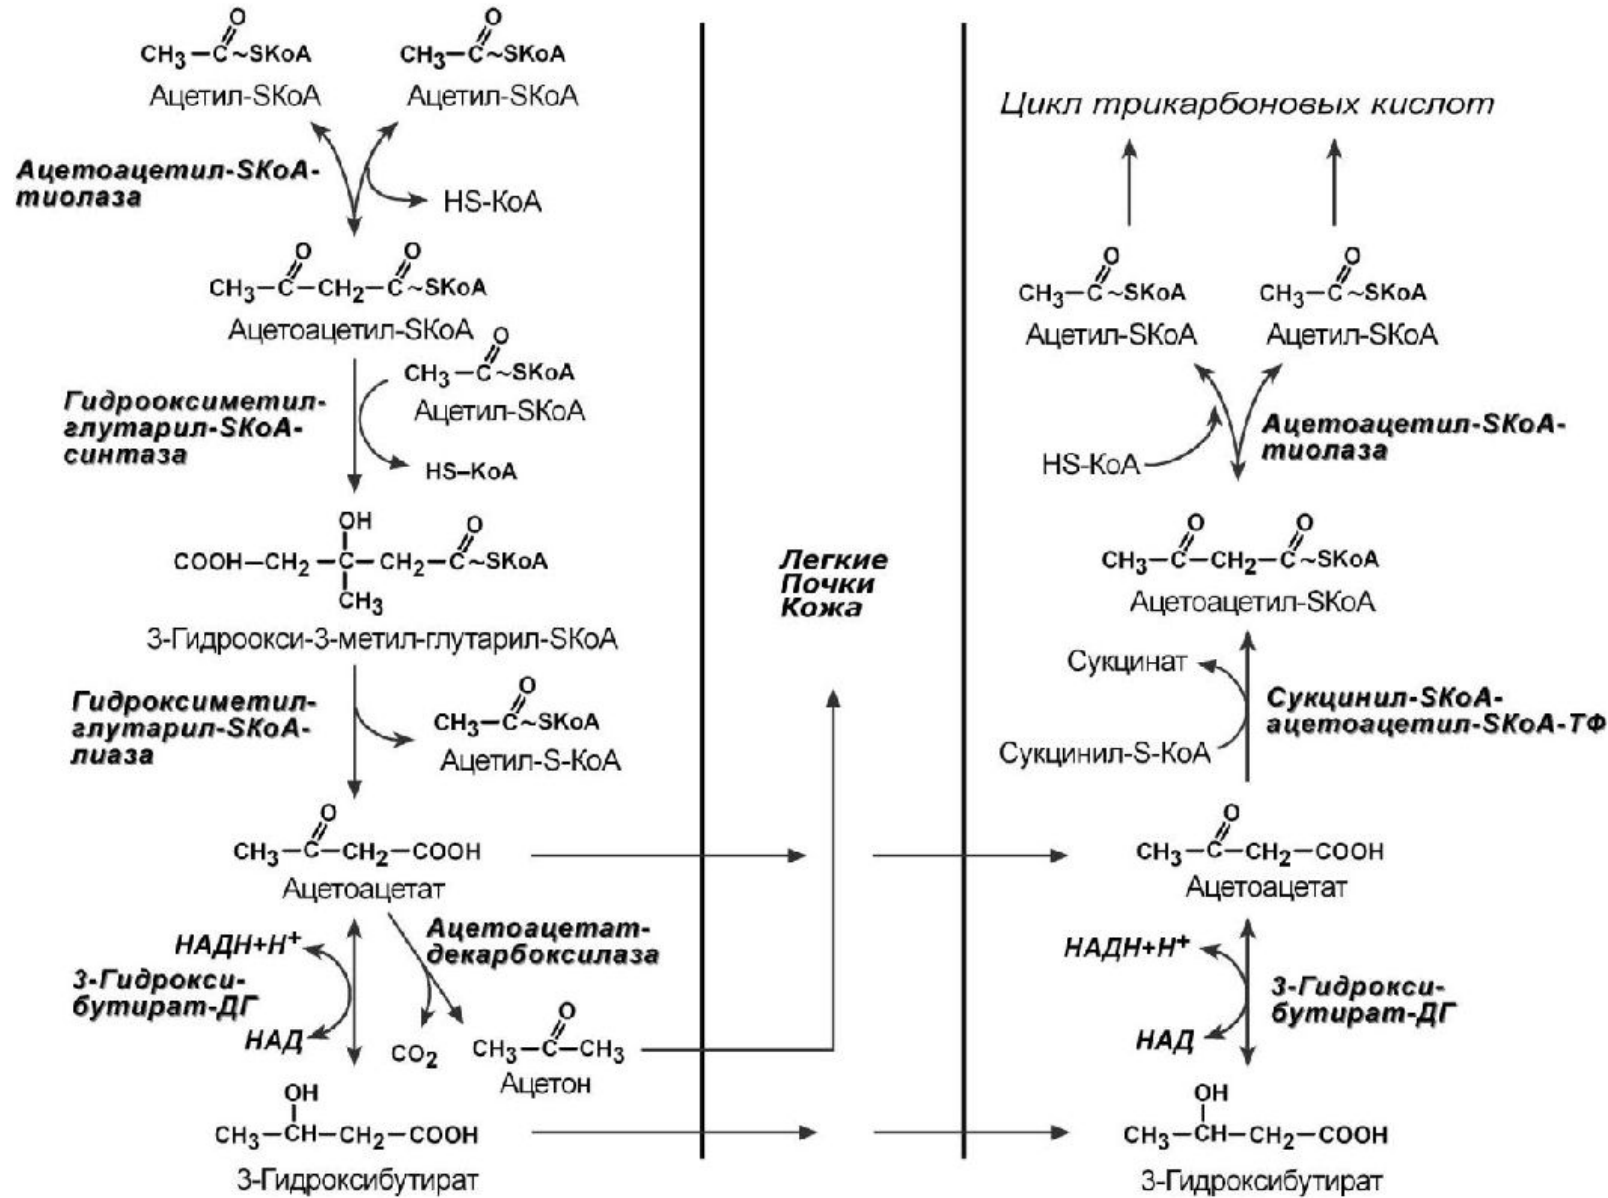 CH₃—C~SKoA
O
Ацетил-SKoA
CH₃—C~SKoA
O
Ацетил-SKoA
Ацетоацетил-SKoA-
тиолаза
HS-KoA
O O
CH₃—C—CH₂—C~SKoA
Ацетоацетил-SKoA
O
CH₃—C~SKoA
Ацетил-SKoA
Гидрооксиметил-
глутарил-SKoA-
синтаза
HS–KoA
OH O
COOH—CH₂—C—CH₂—C~SKoA
CH₃
3-Гидроокси-3-метил-глутарил-SKoA
Гидроксиметил-
глутарил-SKoA-
лиаза
O
CH₃—C~SKoA
Ацетил-S-KoA
O
CH₃—C—CH₂—COOH
Ацетоацетат
НАДН+Н⁺
3-Гидрокси-
бутират-ДГ
НАД
Ацетоацетат-
декарбоксилаза
CO₂
O
CH₃—C—CH₃
Ацетон
OH
CH₃—CH—CH₂—COOH
3-Гидроксибутират
Легкие
Почки
Кожа
Цикл трикарбоновых кислот
O
CH₃—C~SKoA
Ацетил-SKoA
O
CH₃—C~SKoA
Ацетил-SKoA
HS-KoA
Ацетоацетил-SKoA-
тиолаза
O O
CH₃—C—CH₂—C~SKoA
Ацетоацетил-SKoA
Сукцинат
Сукцинил-S-KoA
Сукцинил-SKoA-
ацетоацетил-SKoA-ТФ
O
CH₃—C—CH₂—COOH
Ацетоацетат
НАДН+Н⁺
3-Гидрокси-
бутират-ДГ
НАД
OH
CH₃—CH—CH₂—COOH
3-Гидроксибутират